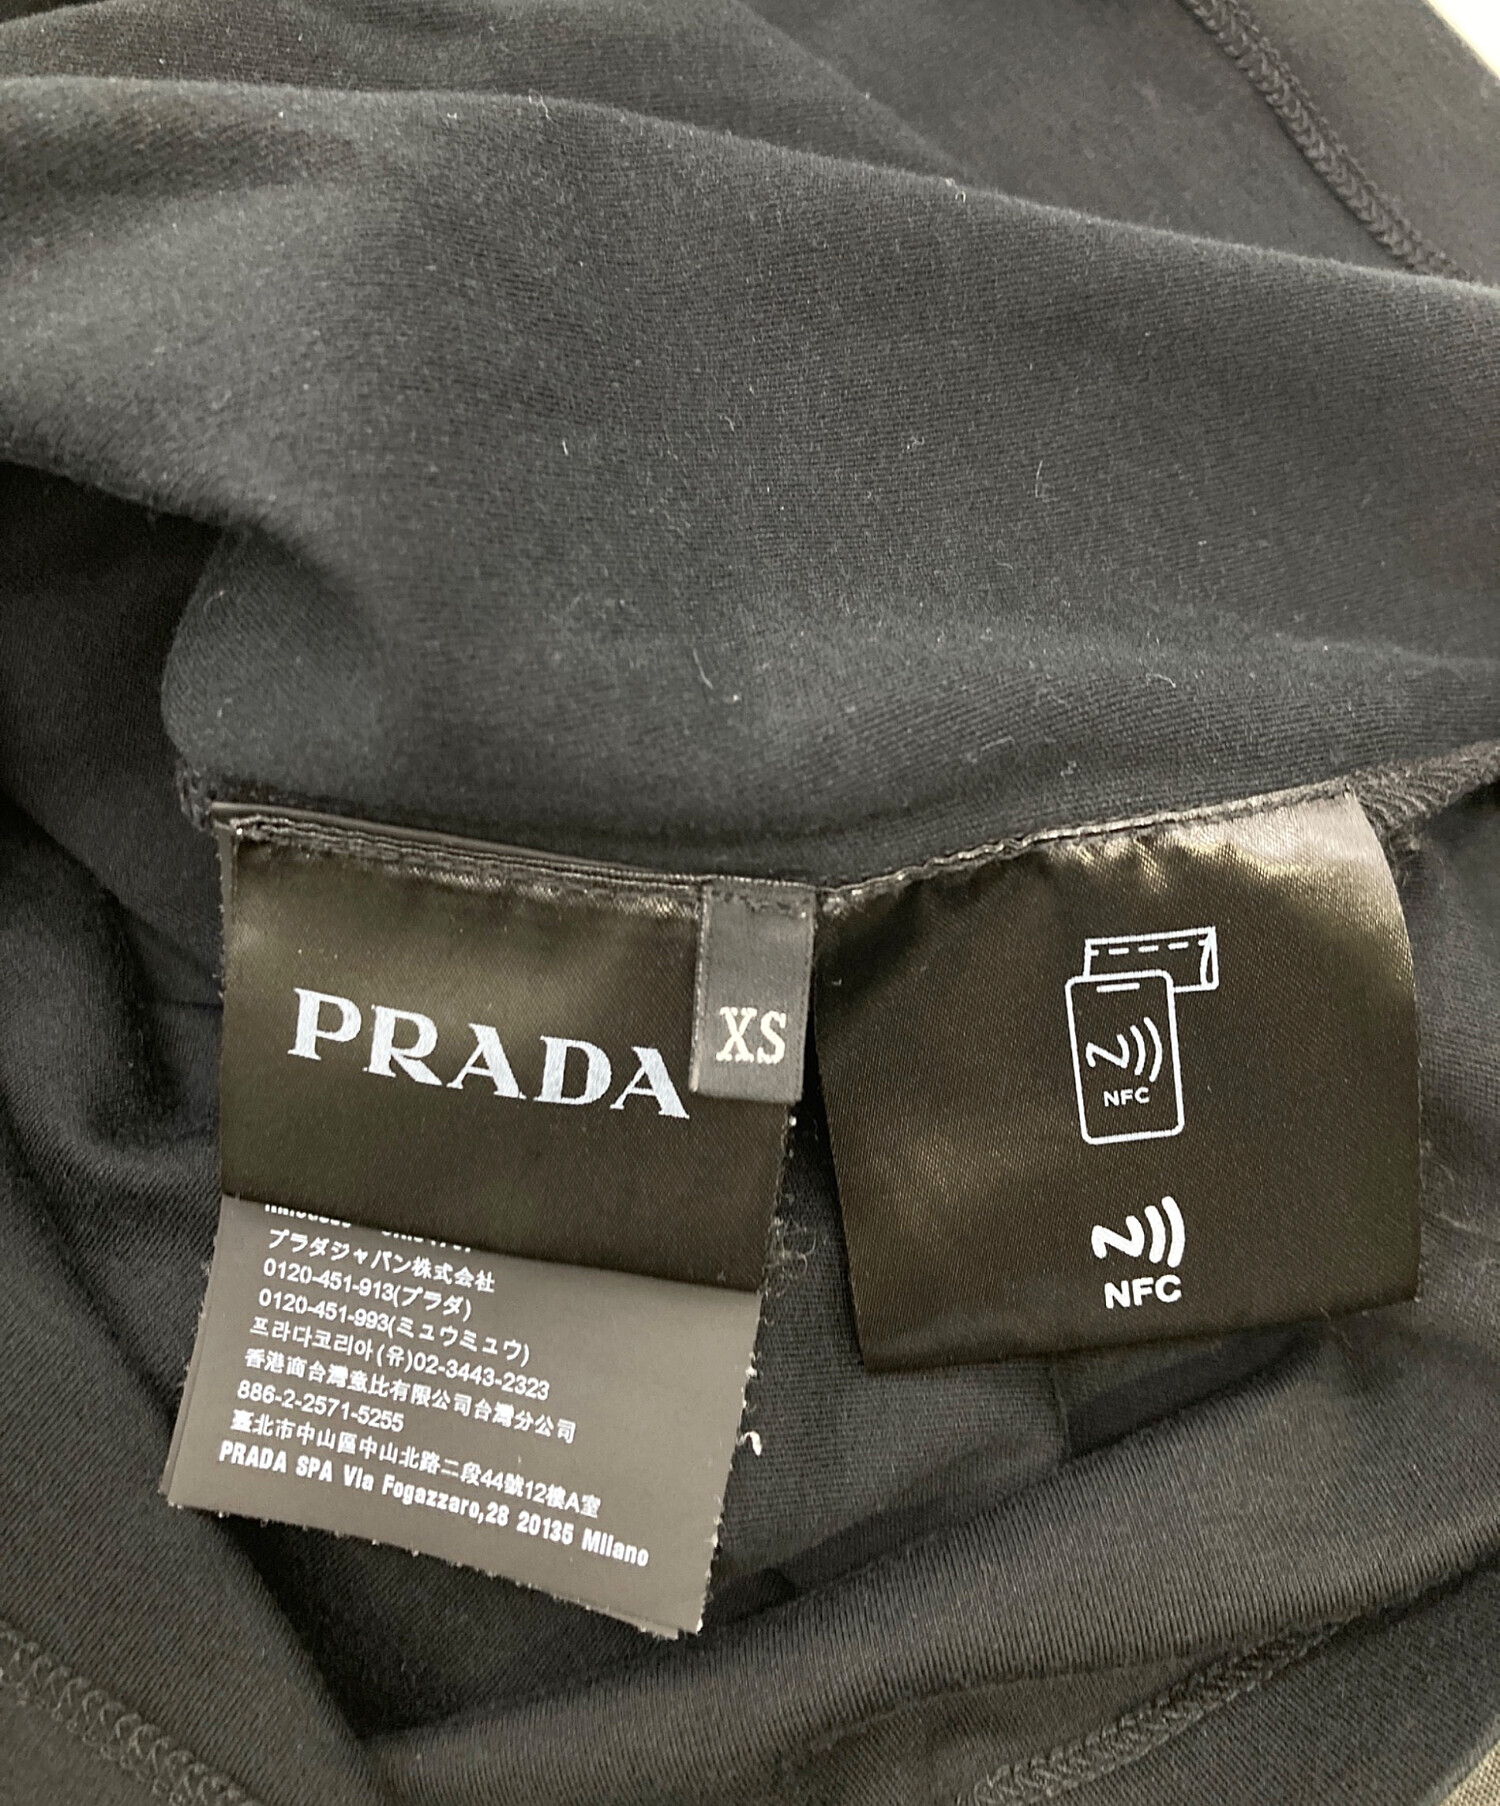 PRADA
XS
プラダジャパン株式会社
0120-451-913(プラダ)
0120-451-993(ミュウミュウ)
프라다코리아(유)02-3443-2323
香港商台灣意比有限公司台灣分公司
886-2-2571-5255
臺北市中山區中山北路二段44號12樓A室
PRADA SPA Via Fogazzaro,28 20135 Milano
NFC
NFC